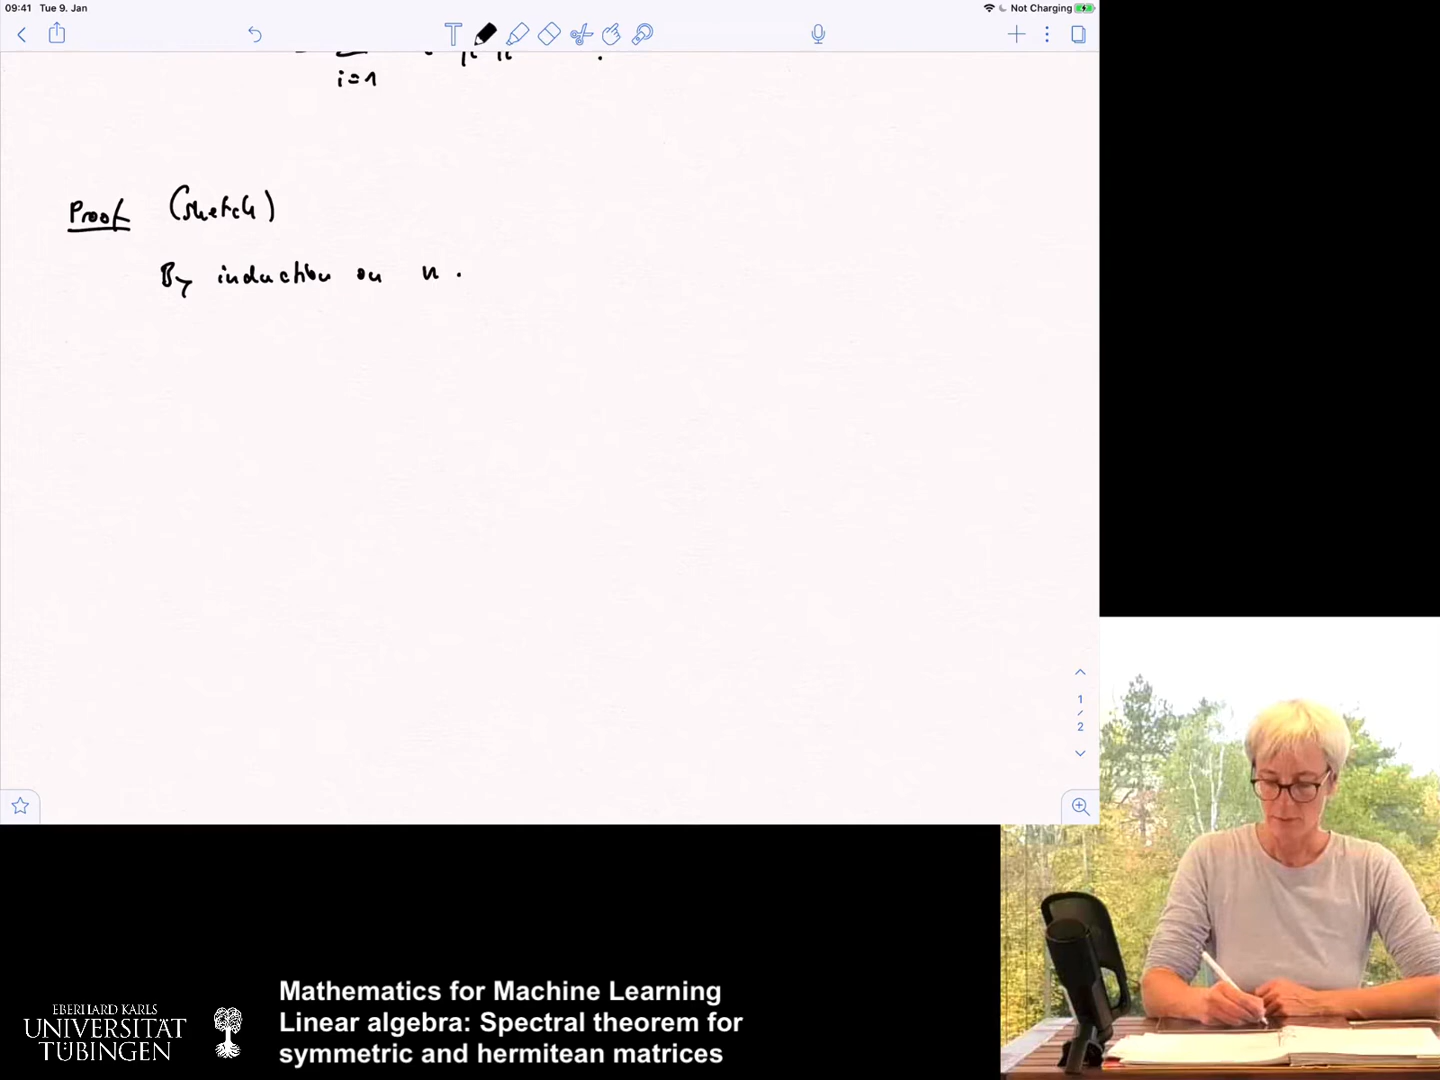 09:41 Tue 9. Jan
Not Charging
i=1
Proof (Sketch)
By induction on n.
1
/
2
EBERHARD KARLS
UNIVERSITÄT
TÜBINGEN
Mathematics for Machine Learning
Linear algebra: Spectral theorem for
symmetric and hermitean matrices